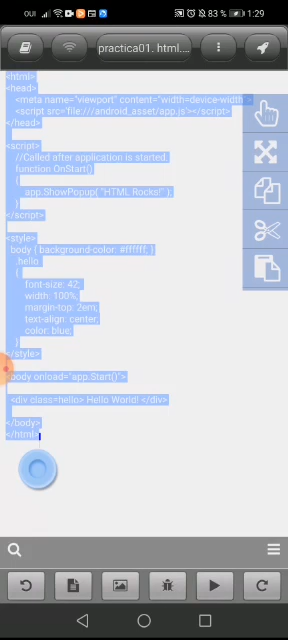 OUI
83 %
1:29
practica01. html....
<html>
<head>
<meta name="viewport" content="width=device-width">
<script src='file:///android_asset/app.js'></script>
</head>
<script>
//Called after application is started.
function OnStart()
{
app.ShowPopup( "HTML Rocks!" );
}
</script>
<style>
body { background-color: #ffffff; }
.hello
{
font-size: 42;
width: 100%;
margin-top: 2em;
text-align: center;
color: blue;
}
</style>
<body onload="app.Start()">
<div class=hello> Hello World! </div>
</body>
</html>